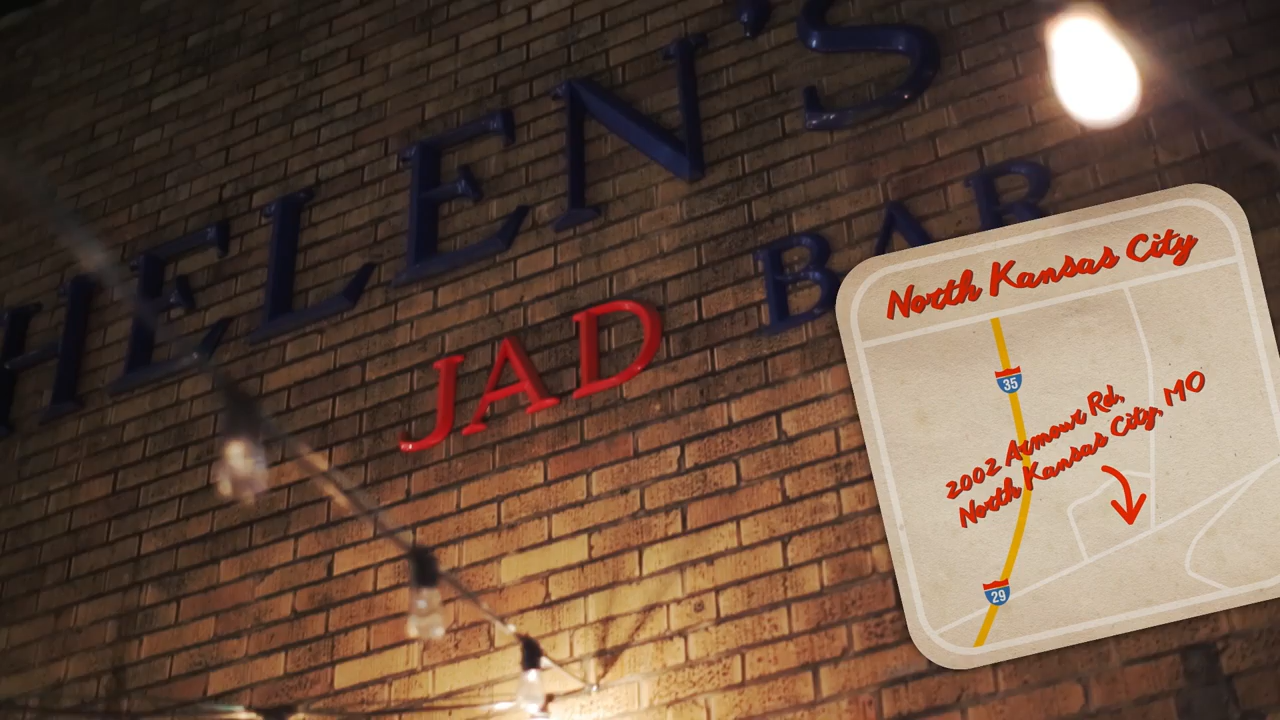 HELEN'S
JAD BAR
North Kansas City
35
2002 Armour Rd,
North Kansas City, MO
29